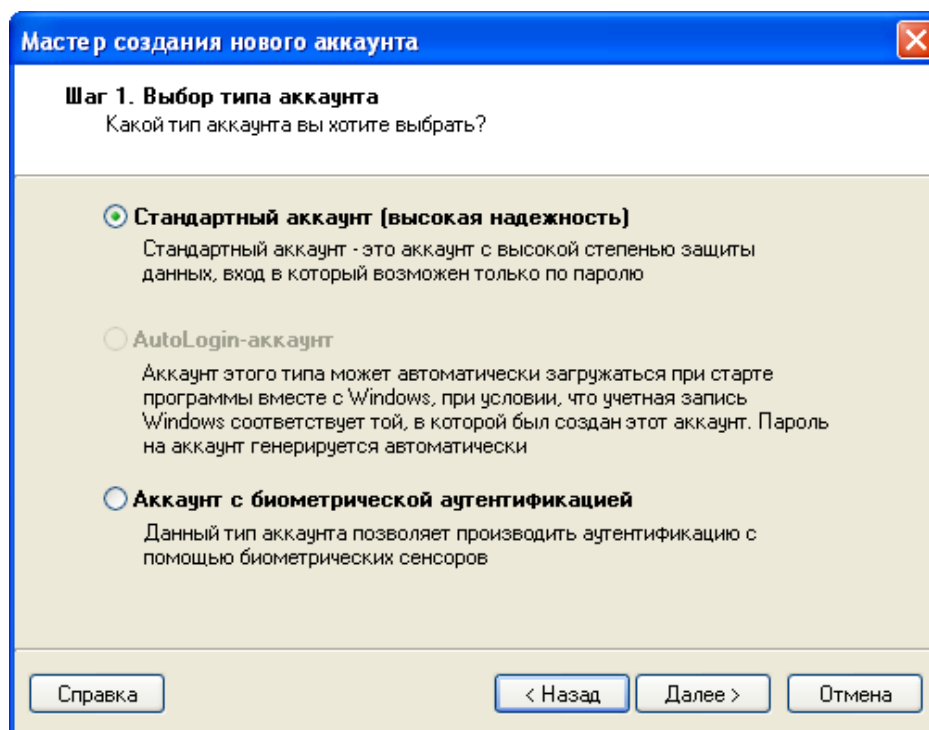 Мастер создания нового аккаунта
Шаг 1. Выбор типа аккаунта
Какой тип аккаунта вы хотите выбрать?
Стандартный аккаунт (высокая надежность)
Стандартный аккаунт - это аккаунт с высокой степенью защиты
данных, вход в который возможен только по паролю
AutoLogin-аккаунт
Аккаунт этого типа может автоматически загружаться при старте
программы вместе с Windows, при условии, что учетная запись
Windows соответствует той, в которой был создан этот аккаунт. Пароль
на аккаунт генерируется автоматически
Аккаунт с биометрической аутентификацией
Данный тип аккаунта позволяет производить аутентификацию с
помощью биометрических сенсоров
Справка < Назад Далее > Отмена